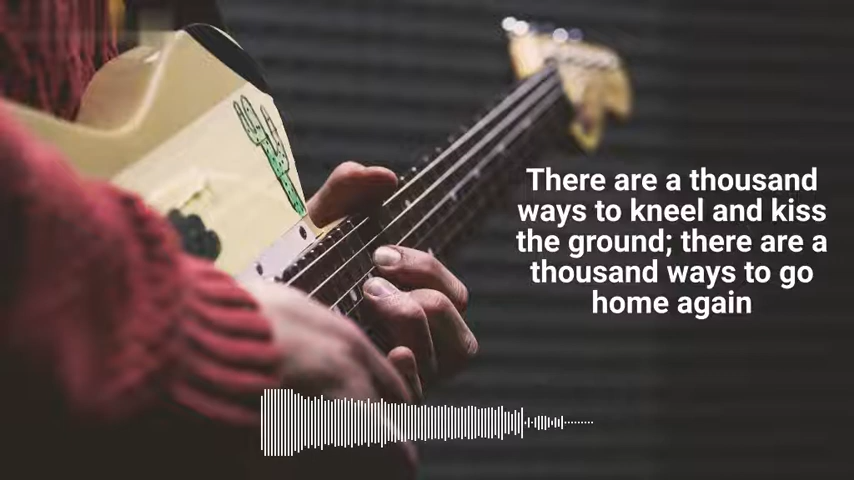 There are a thousand
ways to kneel and kiss
the ground; there are a
thousand ways to go
home again